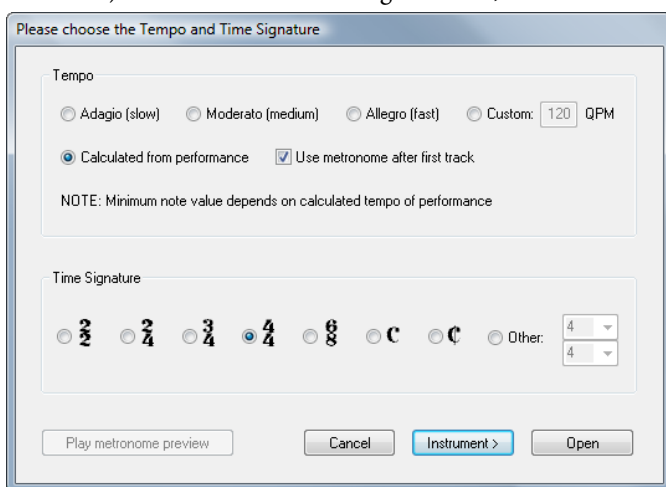 Please choose the Tempo and Time Signature
Tempo
Adagio (slow) Moderato (medium) Allegro (fast) Custom: 120 QPM
Calculated from performance Use metronome after first track
NOTE: Minimum note value depends on calculated tempo of performance
Time Signature
2/2 2/4 3/4 4/4 6/8 C ¢ Other: 4
4
Play metronome preview Cancel Instrument > Open